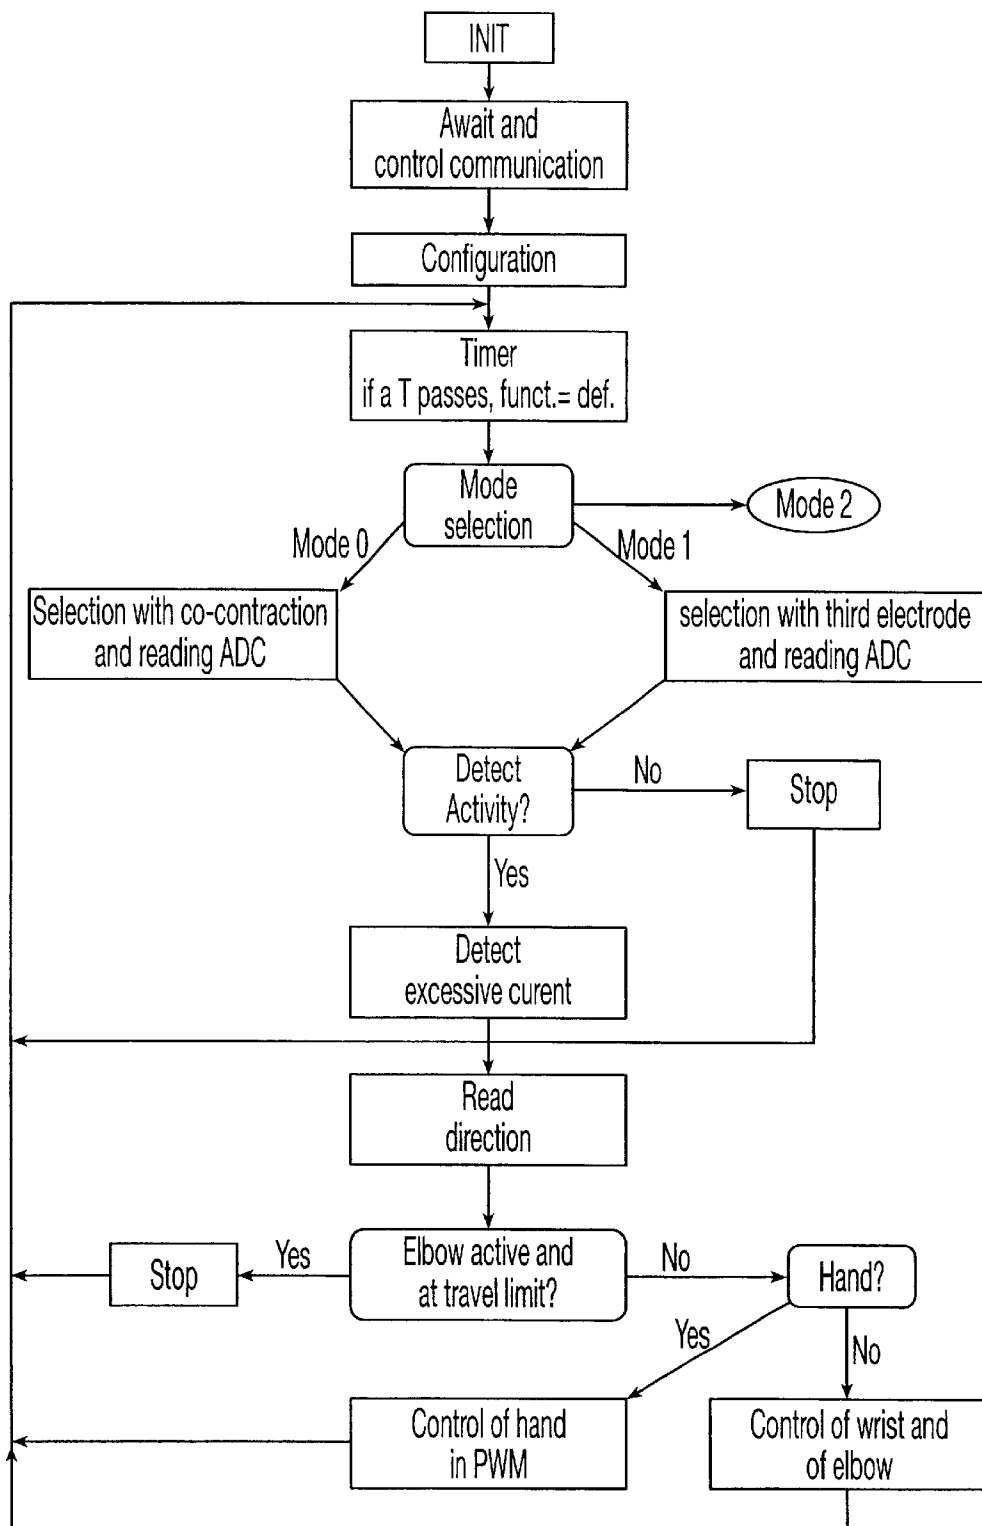 INIT
Await and
control communication
Configuration
Timer
if a T passes, funct.= def.
Mode
selection
Mode 2
Mode 0
Mode 1
Selection with co-contraction
and reading ADC
selection with third electrode
and reading ADC
Detect
Activity?
No
Stop
Yes
Detect
excessive curent
Read
direction
Elbow active and
at travel limit?
Yes
Stop
No
Hand?
Yes
No
Control of hand
in PWM
Control of wrist and
of elbow